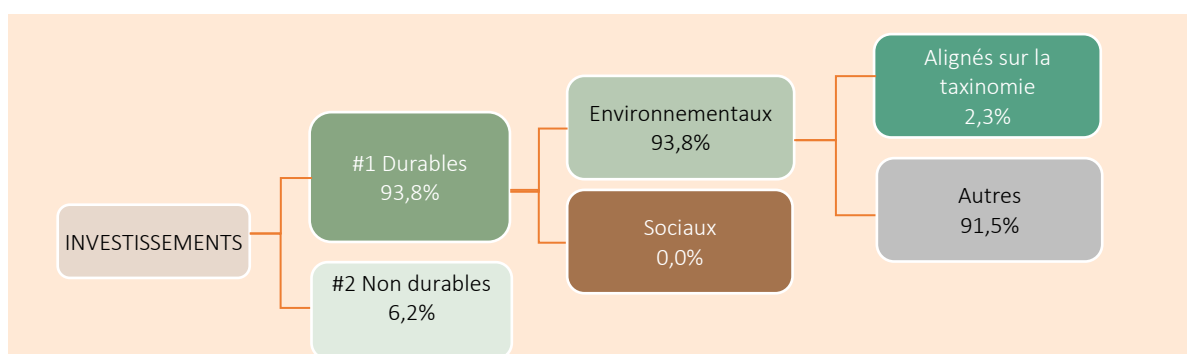 INVESTISSEMENTS
#1 Durables
93,8%
#2 Non durables
6,2%
Environnementaux
93,8%
Sociaux
0,0%
Alignés sur la
taxinomie
2,3%
Autres
91,5%